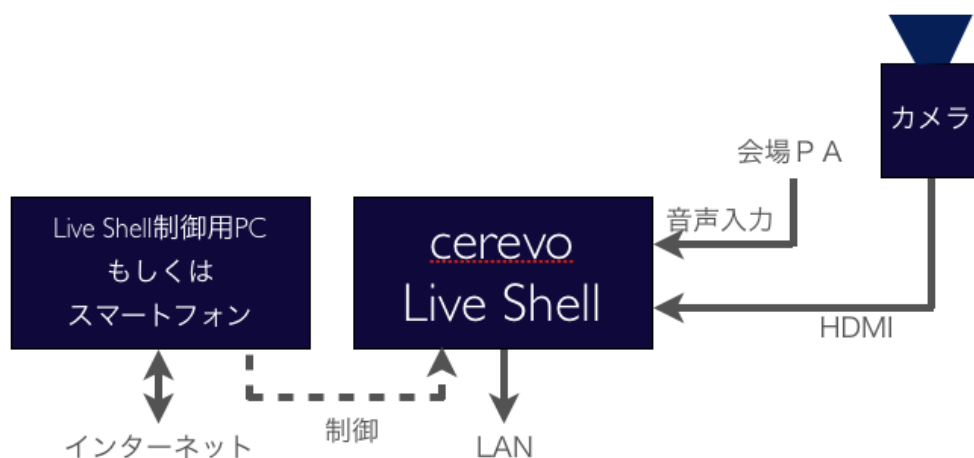 カメラ
会場ＰＡ
音声入力
Live Shell制御用PC
もしくは
スマートフォン
cerevo
Live Shell
HDMI
制御
インターネット
LAN